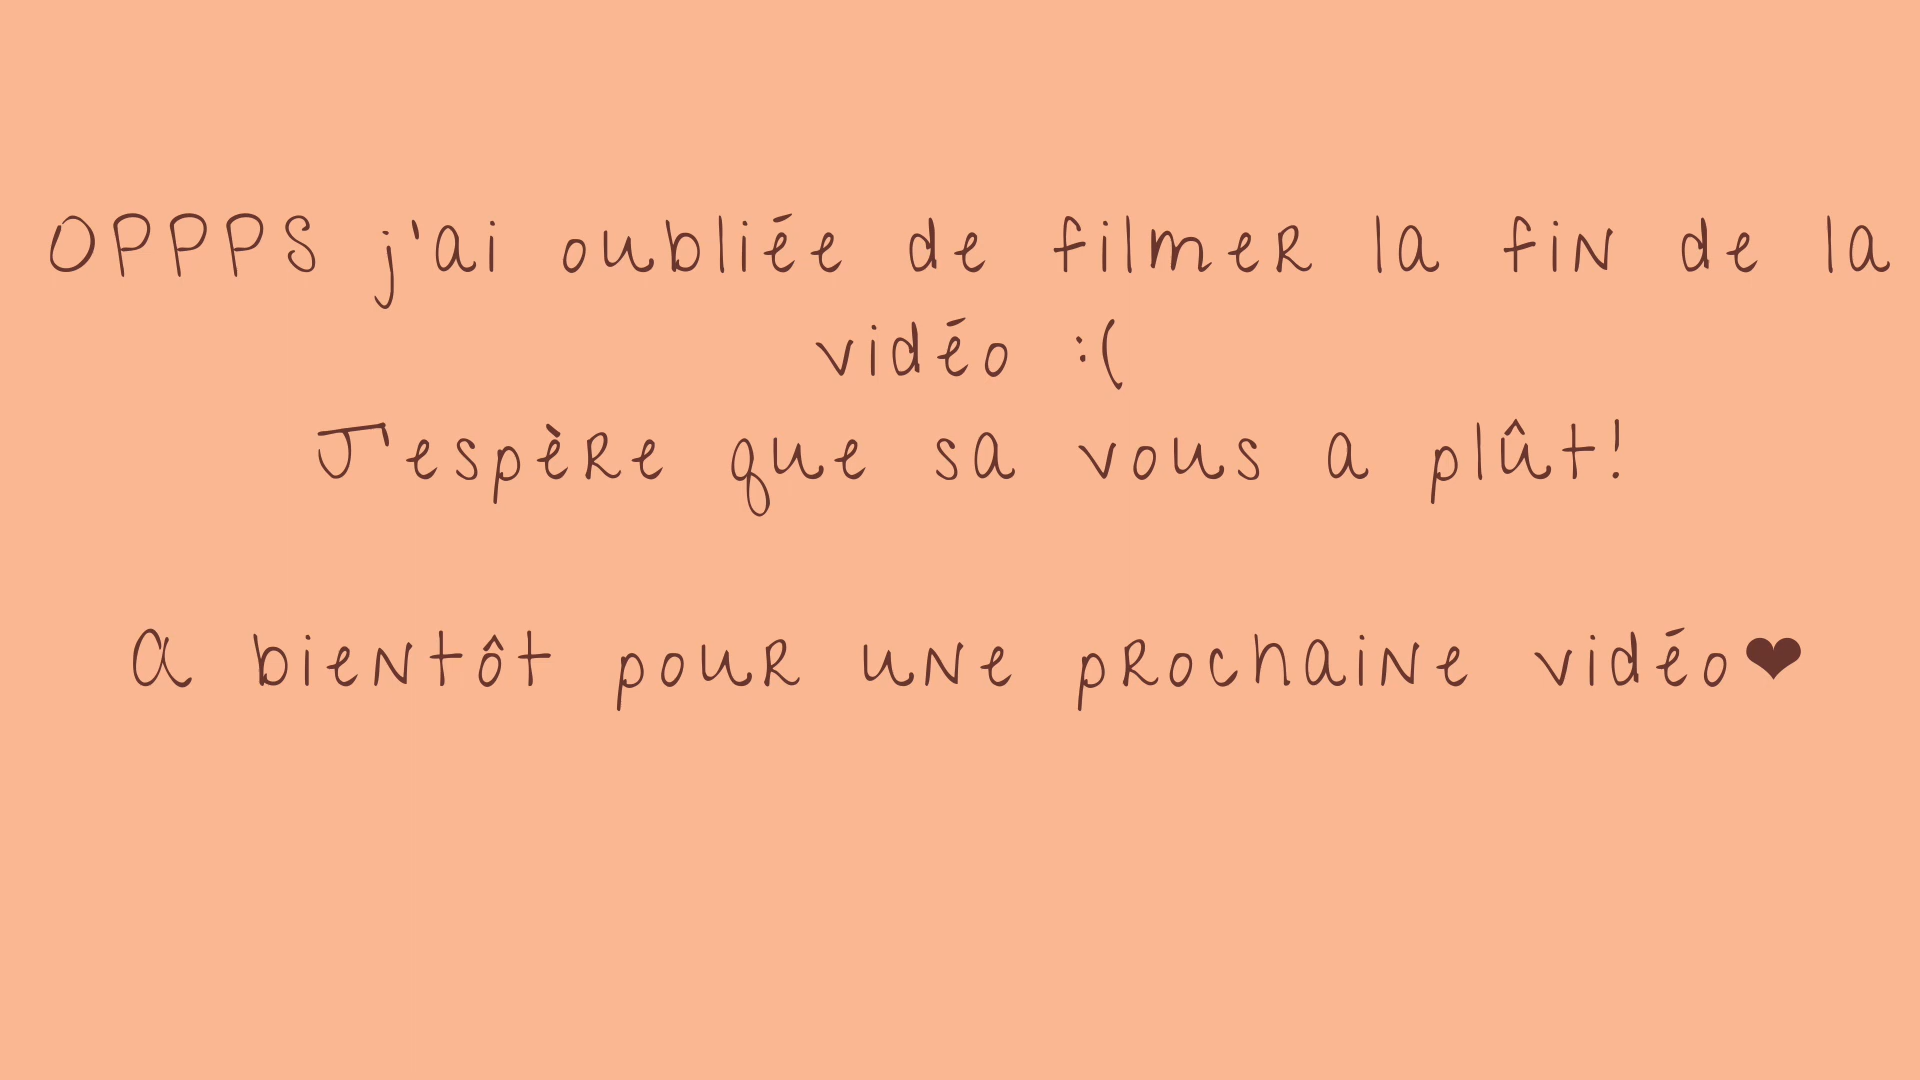 OPPPS j'ai oubliée de filmer la fin de la
vidéo :(
J'espère que sa vous a plût!
A bientôt pour une prochaine vidéo❤